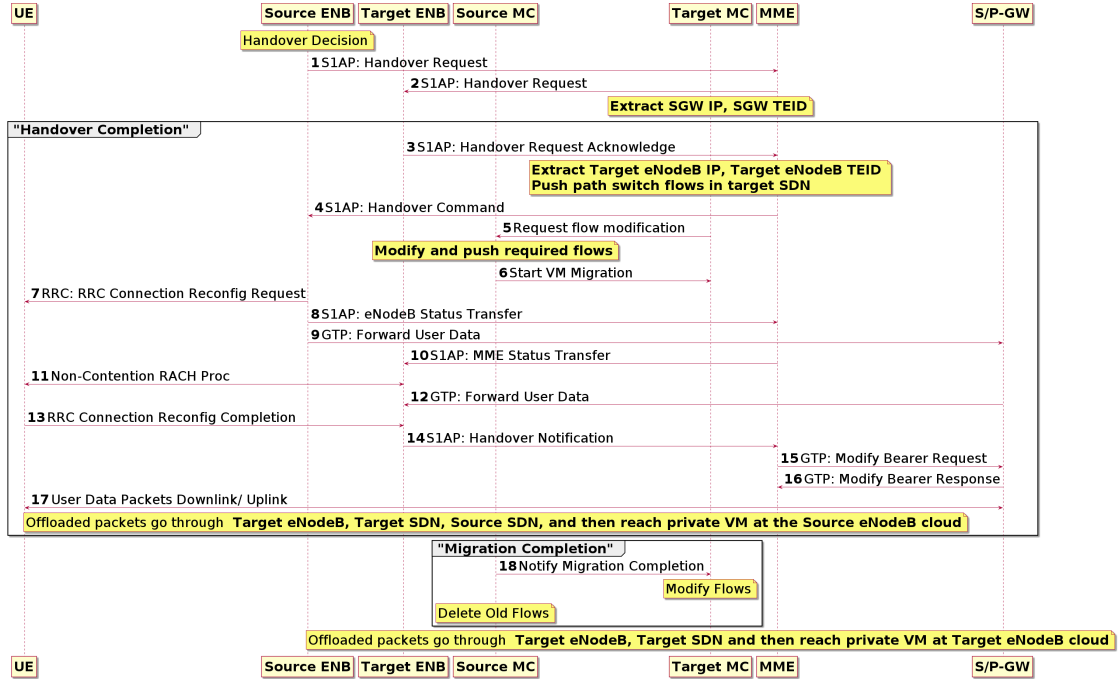 UE Source ENB Target ENB Source MC Target MC MME S/P-GW
Handover Decision
1 S1AP: Handover Request
2 S1AP: Handover Request
Extract SGW IP, SGW TEID
"Handover Completion"
3 S1AP: Handover Request Acknowledge
Extract Target eNodeB IP, Target eNodeB TEID
Push path switch flows in target SDN
4 S1AP: Handover Command
5 Request flow modification
Modify and push required flows
6 Start VM Migration
7 RRC: RRC Connection Reconfig Request
8 S1AP: eNodeB Status Transfer
9 GTP: Forward User Data
10 S1AP: MME Status Transfer
11 Non-Contention RACH Proc
12 GTP: Forward User Data
13 RRC Connection Reconfig Completion
14 S1AP: Handover Notification
15 GTP: Modify Bearer Request
16 GTP: Modify Bearer Response
17 User Data Packets Downlink/ Uplink
Offloaded packets go through Target eNodeB, Target SDN, Source SDN, and then reach private VM at the Source eNodeB cloud
"Migration Completion"
18 Notify Migration Completion
Modify Flows
Delete Old Flows
Offloaded packets go through Target eNodeB, Target SDN and then reach private VM at Target eNodeB cloud
UE Source ENB Target ENB Source MC Target MC MME S/P-GW